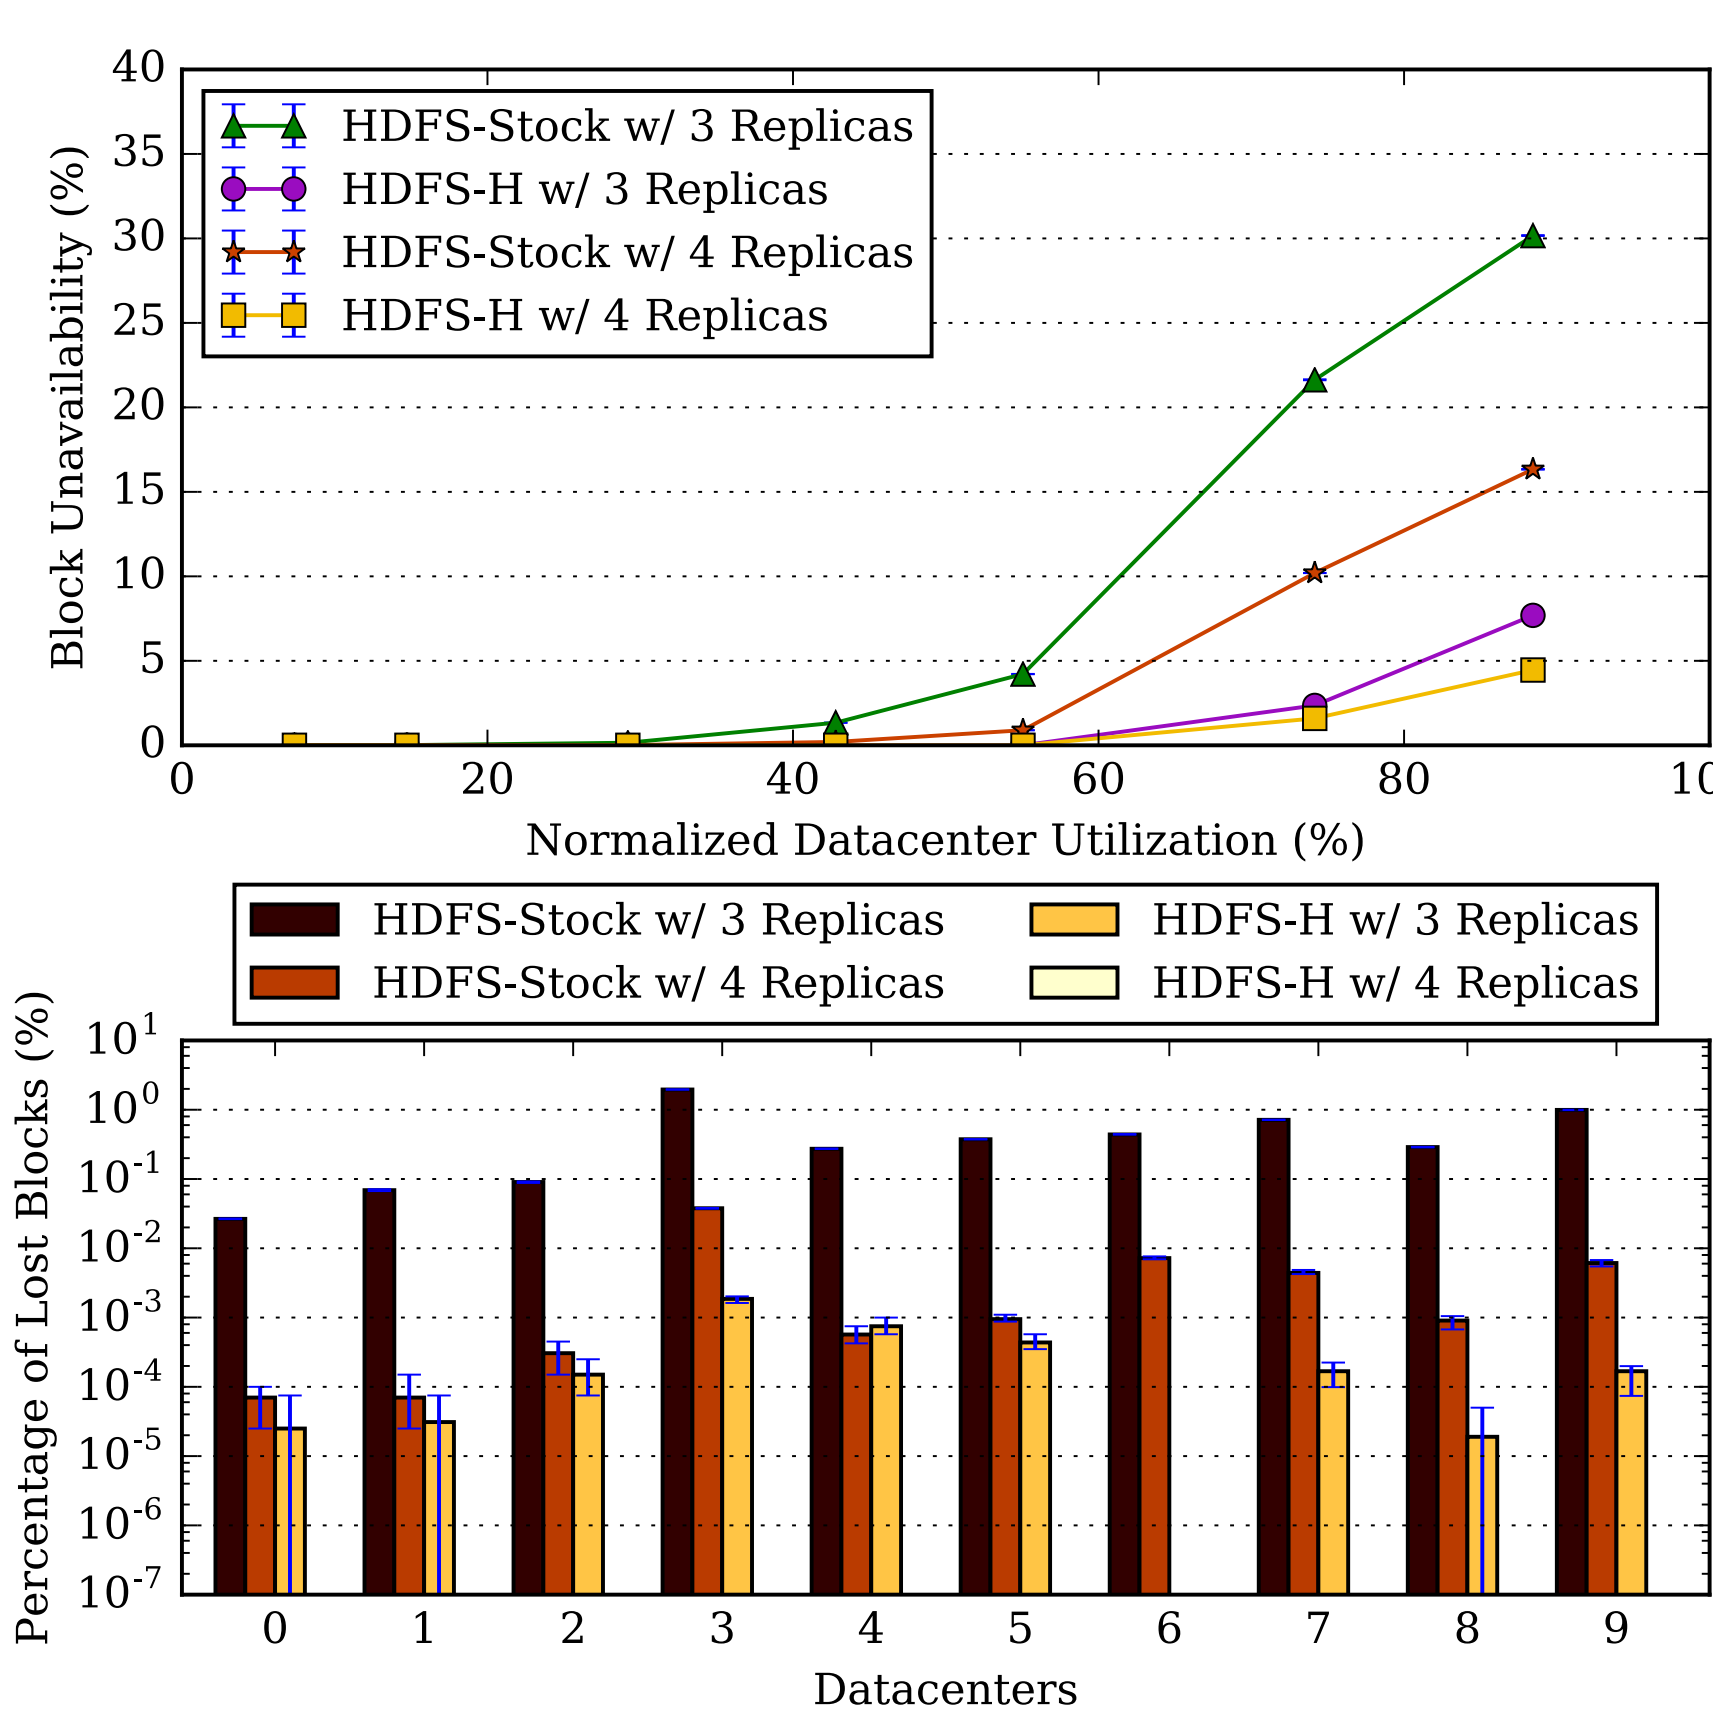 40
35
30
25
20
15
10
5
0
Block Unavailability (%)
HDFS-Stock w/ 3 Replicas
HDFS-H w/ 3 Replicas
HDFS-Stock w/ 4 Replicas
HDFS-H w/ 4 Replicas
0 20 40 60 80 10
Normalized Datacenter Utilization (%)
HDFS-Stock w/ 3 Replicas HDFS-H w/ 3 Replicas
HDFS-Stock w/ 4 Replicas HDFS-H w/ 4 Replicas
Percentage of Lost Blocks (%)
10^1
10^0
10^-1
10^-2
10^-3
10^-4
10^-5
10^-6
10^-7
0 1 2 3 4 5 6 7 8 9
Datacenters